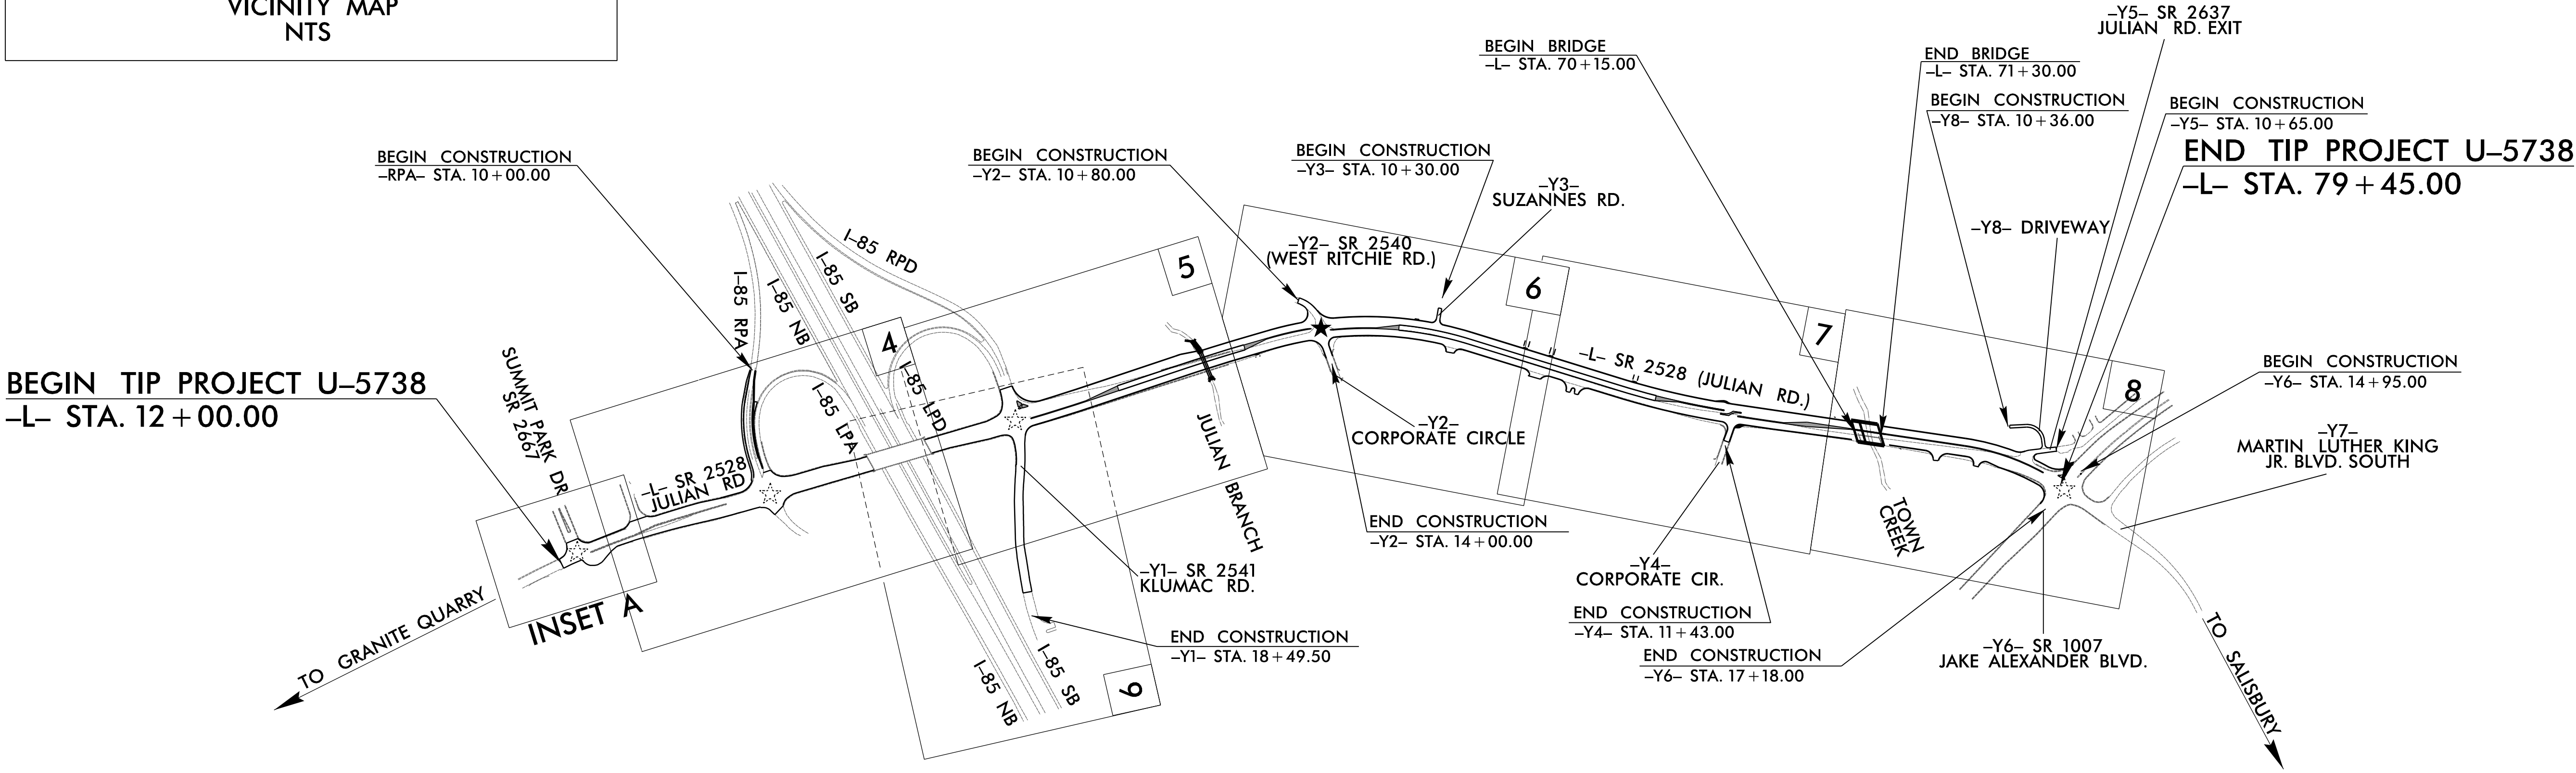 VICINITY MAP
NTS
–Y5– SR 2637
JULIAN RD. EXIT
BEGIN BRIDGE
–L– STA. 70+15.00
END BRIDGE
–L– STA. 71+30.00
BEGIN CONSTRUCTION
–Y8– STA. 10+36.00
BEGIN CONSTRUCTION
–Y5– STA. 10+65.00
END TIP PROJECT U–5738
–L– STA. 79+45.00
BEGIN CONSTRUCTION
–RPA– STA. 10+00.00
BEGIN CONSTRUCTION
–Y2– STA. 10+80.00
BEGIN CONSTRUCTION
–Y3– STA. 10+30.00
–Y3–
SUZANNES RD.
–Y8– DRIVEWAY
–Y2– SR 2540
(WEST RITCHIE RD.)
I–85 RPD
I–85 SB
I–85 NB
I–85 RPA
5
6
7
4
8
BEGIN TIP PROJECT U–5738
–L– STA. 12+00.00
SUMMIT PARK DR
SR 2667
–L– SR 2528
JULIAN RD
I–85 LPA
I–85 LPD
–L– SR 2528 (JULIAN RD.)
BEGIN CONSTRUCTION
–Y6– STA. 14+95.00
–Y7–
MARTIN LUTHER KING
JR. BLVD. SOUTH
JULIAN BRANCH
–Y2–
CORPORATE CIRCLE
END CONSTRUCTION
–Y2– STA. 14+00.00
TOWN
CREEK
–Y1– SR 2541
KLUMAC RD.
–Y4–
CORPORATE CIR.
END CONSTRUCTION
–Y4– STA. 11+43.00
END CONSTRUCTION
–Y1– STA. 18+49.50
END CONSTRUCTION
–Y6– STA. 17+18.00
–Y6– SR 1007
JAKE ALEXANDER BLVD.
INSET A
TO GRANITE QUARRY
I–85 NB
I–85 SB
9
TO SALISBURY